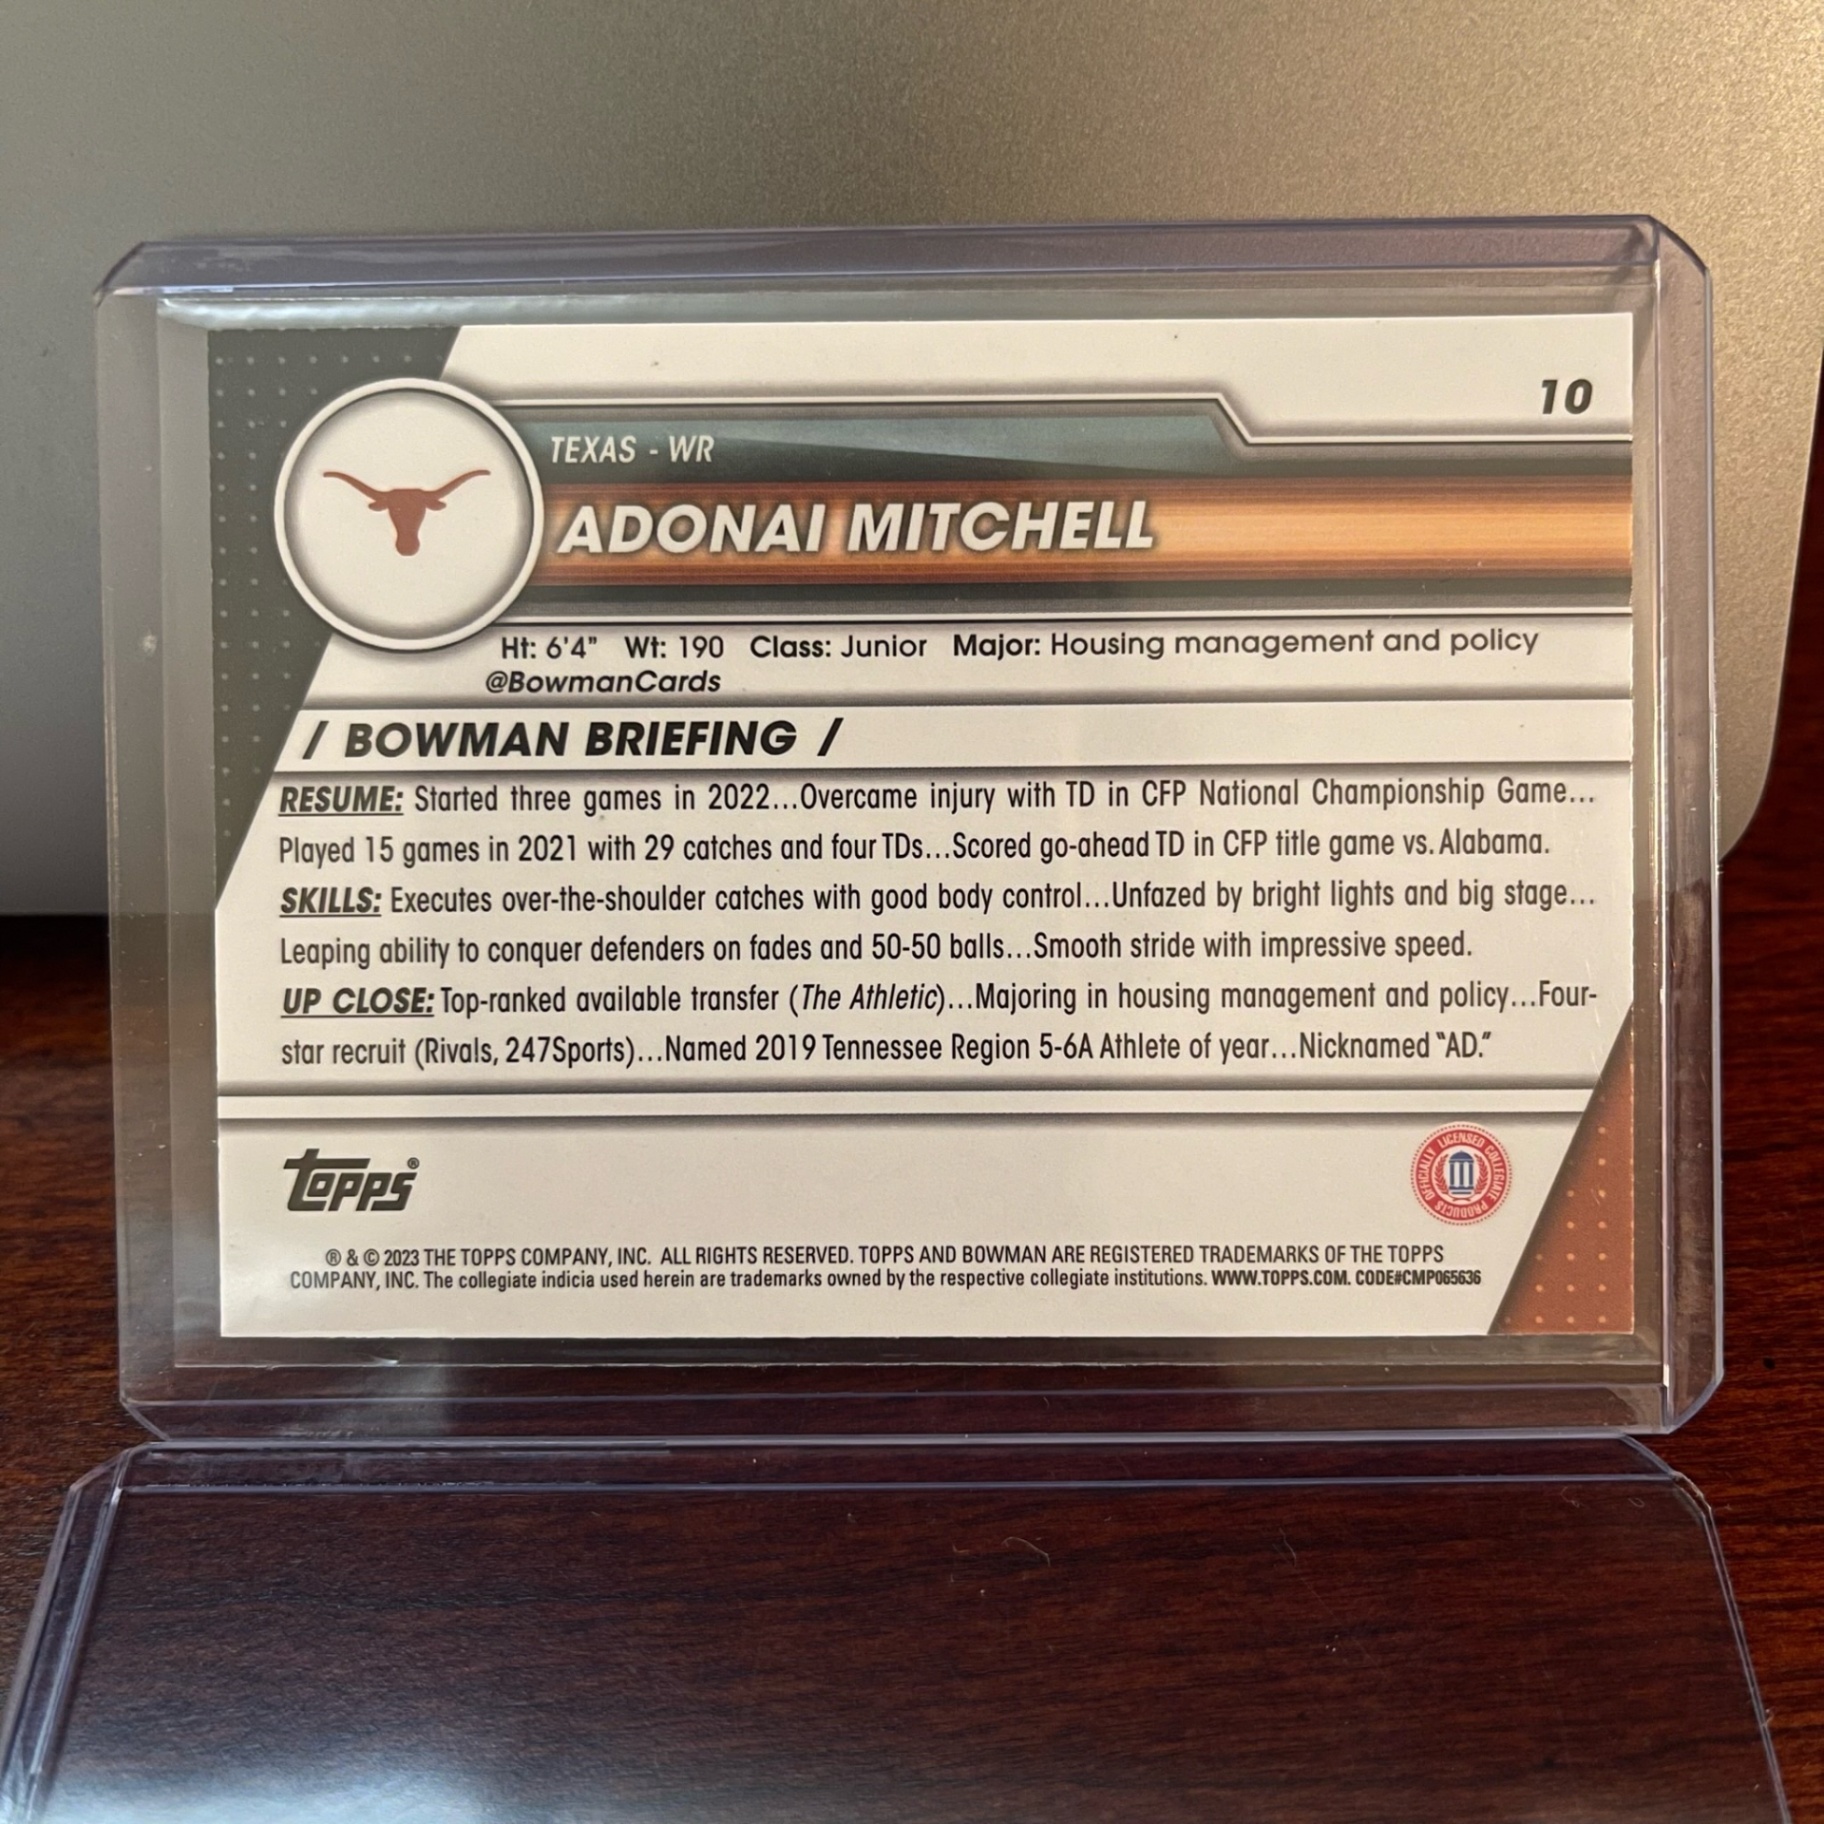 10
TEXAS - WR
ADONAI MITCHELL
Ht: 6'4" Wt: 190 Class: Junior Major: Housing management and policy
@BowmanCards
/ BOWMAN BRIEFING /
RESUME: Started three games in 2022...Overcame injury with TD in CFP National Championship Game...
Played 15 games in 2021 with 29 catches and four TDs...Scored go-ahead TD in CFP title game vs. Alabama.
SKILLS: Executes over-the-shoulder catches with good body control...Unfazed by bright lights and big stage...
Leaping ability to conquer defenders on fades and 50-50 balls...Smooth stride with impressive speed.
UP CLOSE: Top-ranked available transfer (The Athletic)...Majoring in housing management and policy...Four-
star recruit (Rivals, 247Sports)...Named 2019 Tennessee Region 5-6A Athlete of year...Nicknamed "AD."
Topps®
OFFICIALLY LICENSED COLLEGIATE PRODUCTS
® & © 2023 THE TOPPS COMPANY, INC. ALL RIGHTS RESERVED. TOPPS AND BOWMAN ARE REGISTERED TRADEMARKS OF THE TOPPS
COMPANY, INC. The collegiate indicia used herein are trademarks owned by the respective collegiate institutions. WWW.TOPPS.COM. CODE#CMP065636